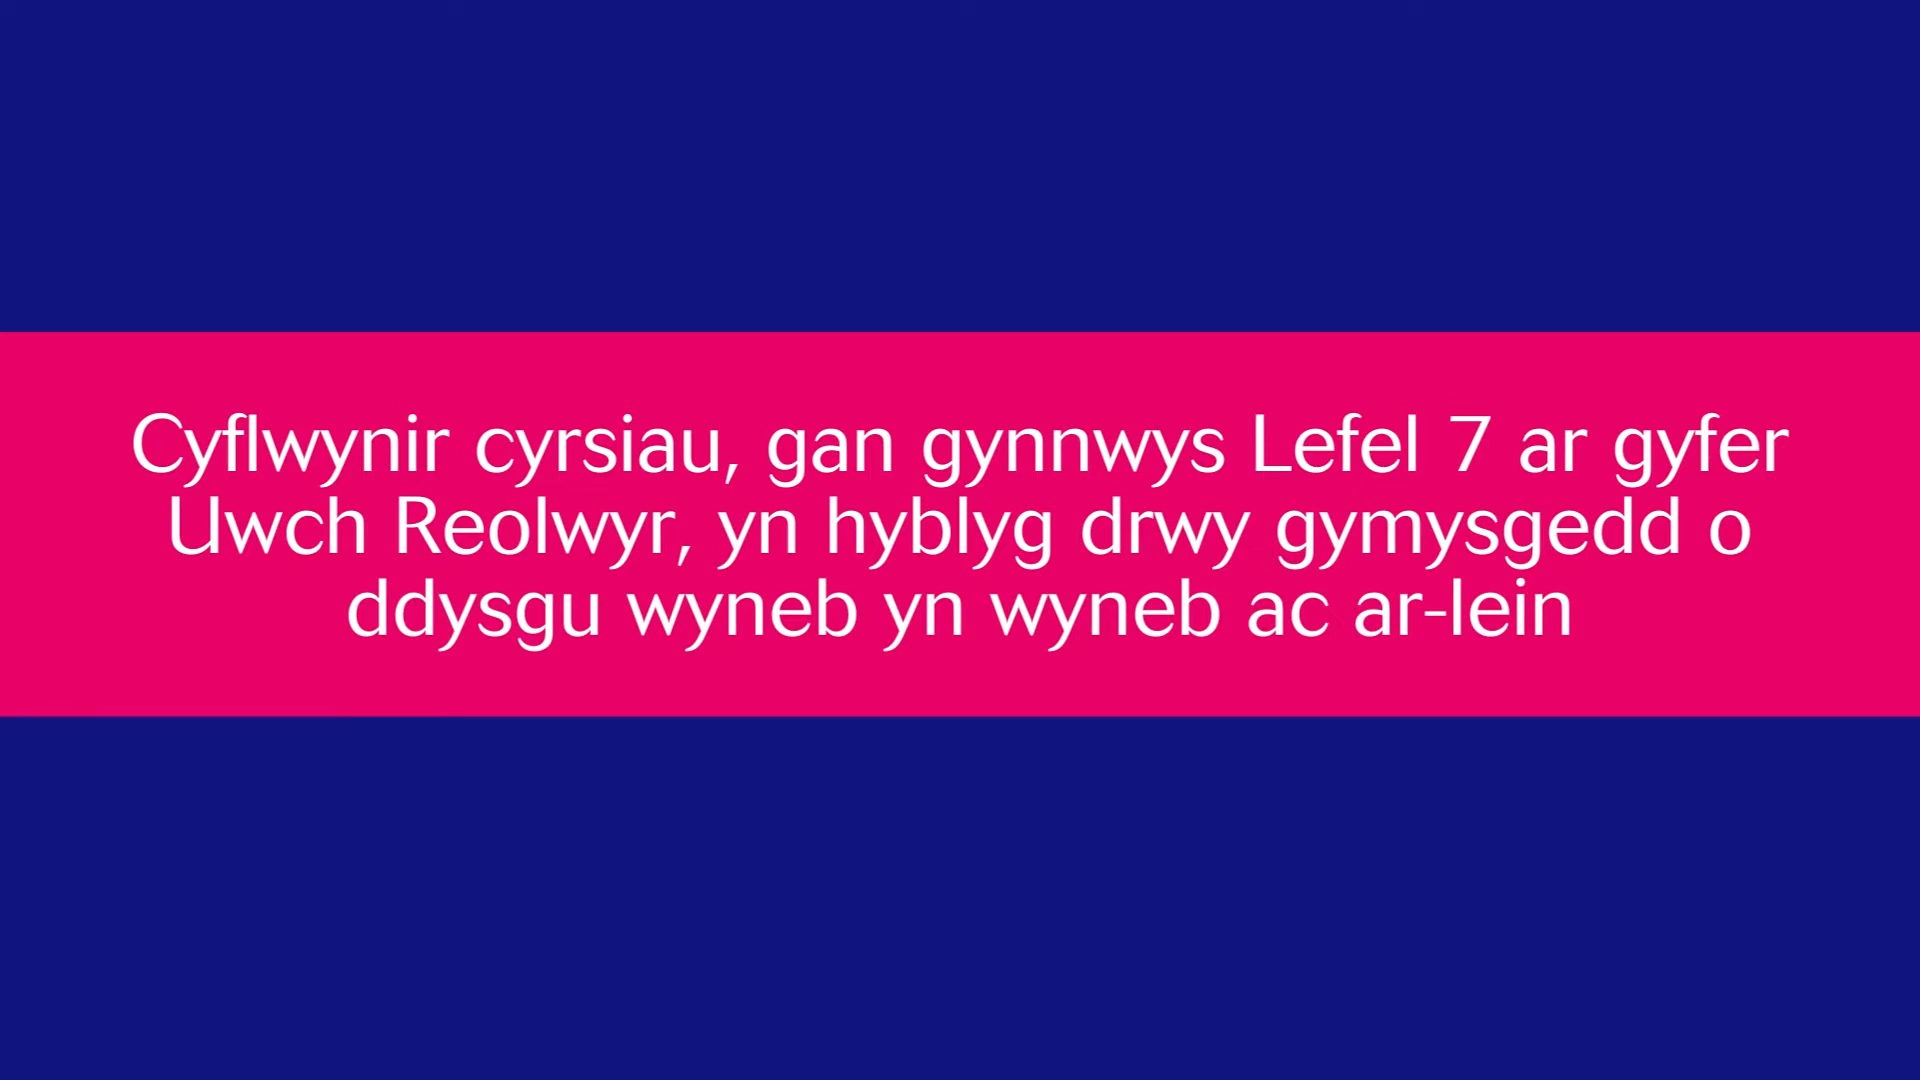 Cyflwynir cyrsiau, gan gynnwys Lefel 7 ar gyfer
Uwch Reolwyr, yn hyblyg drwy gymysgedd o
ddysgu wyneb yn wyneb ac ar-lein